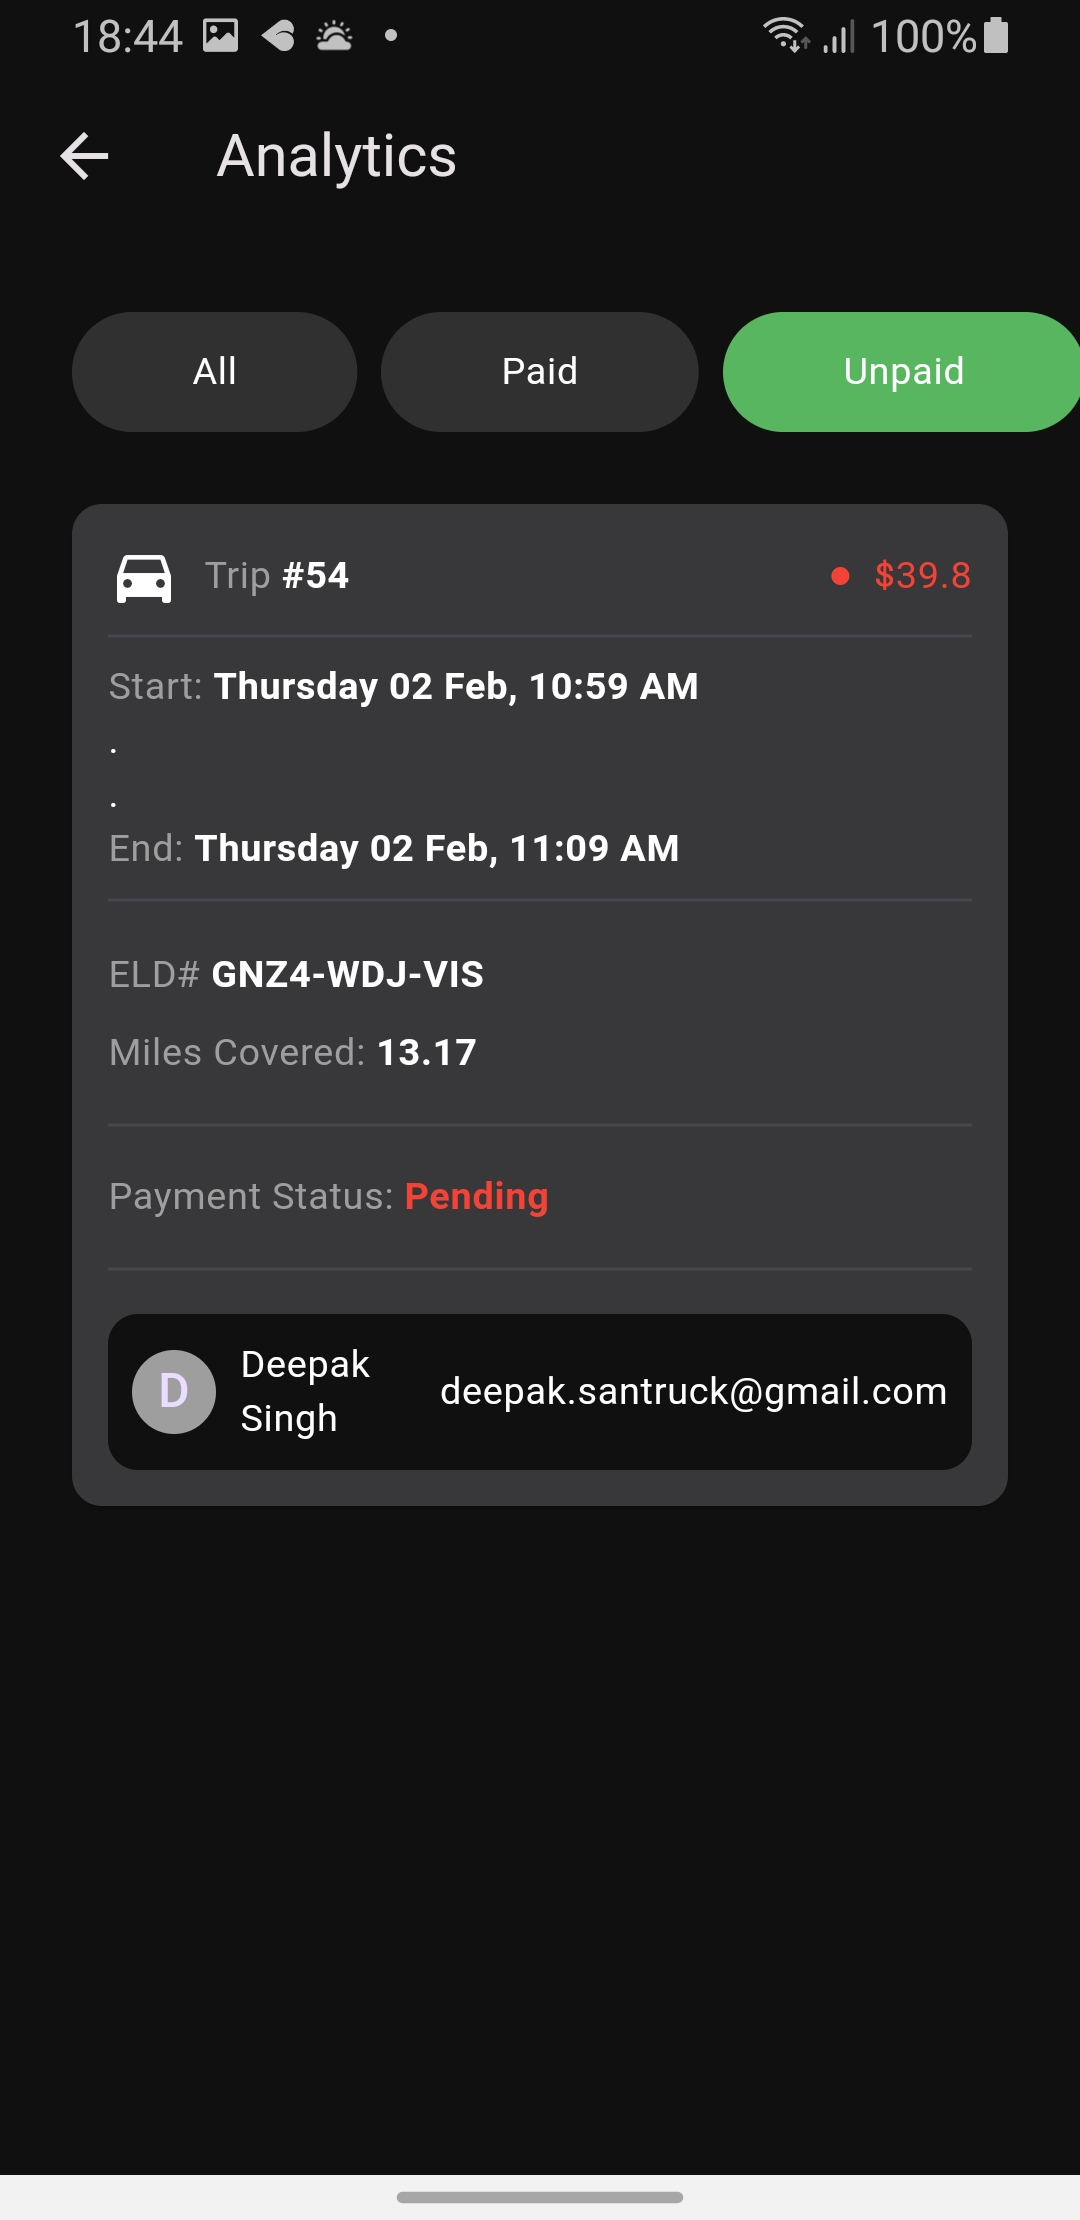 18:44 100%
Analytics
All Paid Unpaid
Trip #54 $39.8
Start: Thursday 02 Feb, 10:59 AM
.
.
End: Thursday 02 Feb, 11:09 AM
ELD# GNZ4-WDJ-VIS
Miles Covered: 13.17
Payment Status: Pending
D Deepak Singh deepak.santruck@gmail.com